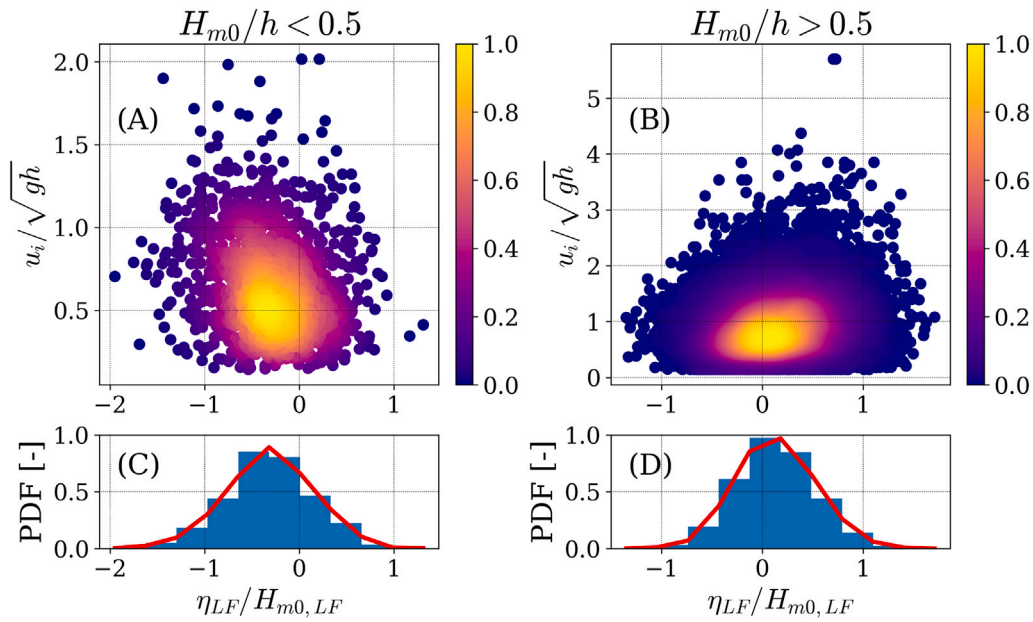 H_{m0}/h < 0.5
H_{m0}/h > 0.5
(A)
u_i/√gh
2.0
1.5
1.0
0.5
−2 −1 0 1
1.0
0.8
0.6
0.4
0.2
0.0
(B)
u_i/√gh
5
4
3
2
1
0
−1 0 1
1.0
0.8
0.6
0.4
0.2
0.0
(C)
PDF [-]
1.0
0.5
0.0
−2 −1 0 1
η_{LF}/H_{m0, LF}
(D)
PDF [-]
1.0
0.5
0.0
−1 0 1
η_{LF}/H_{m0, LF}